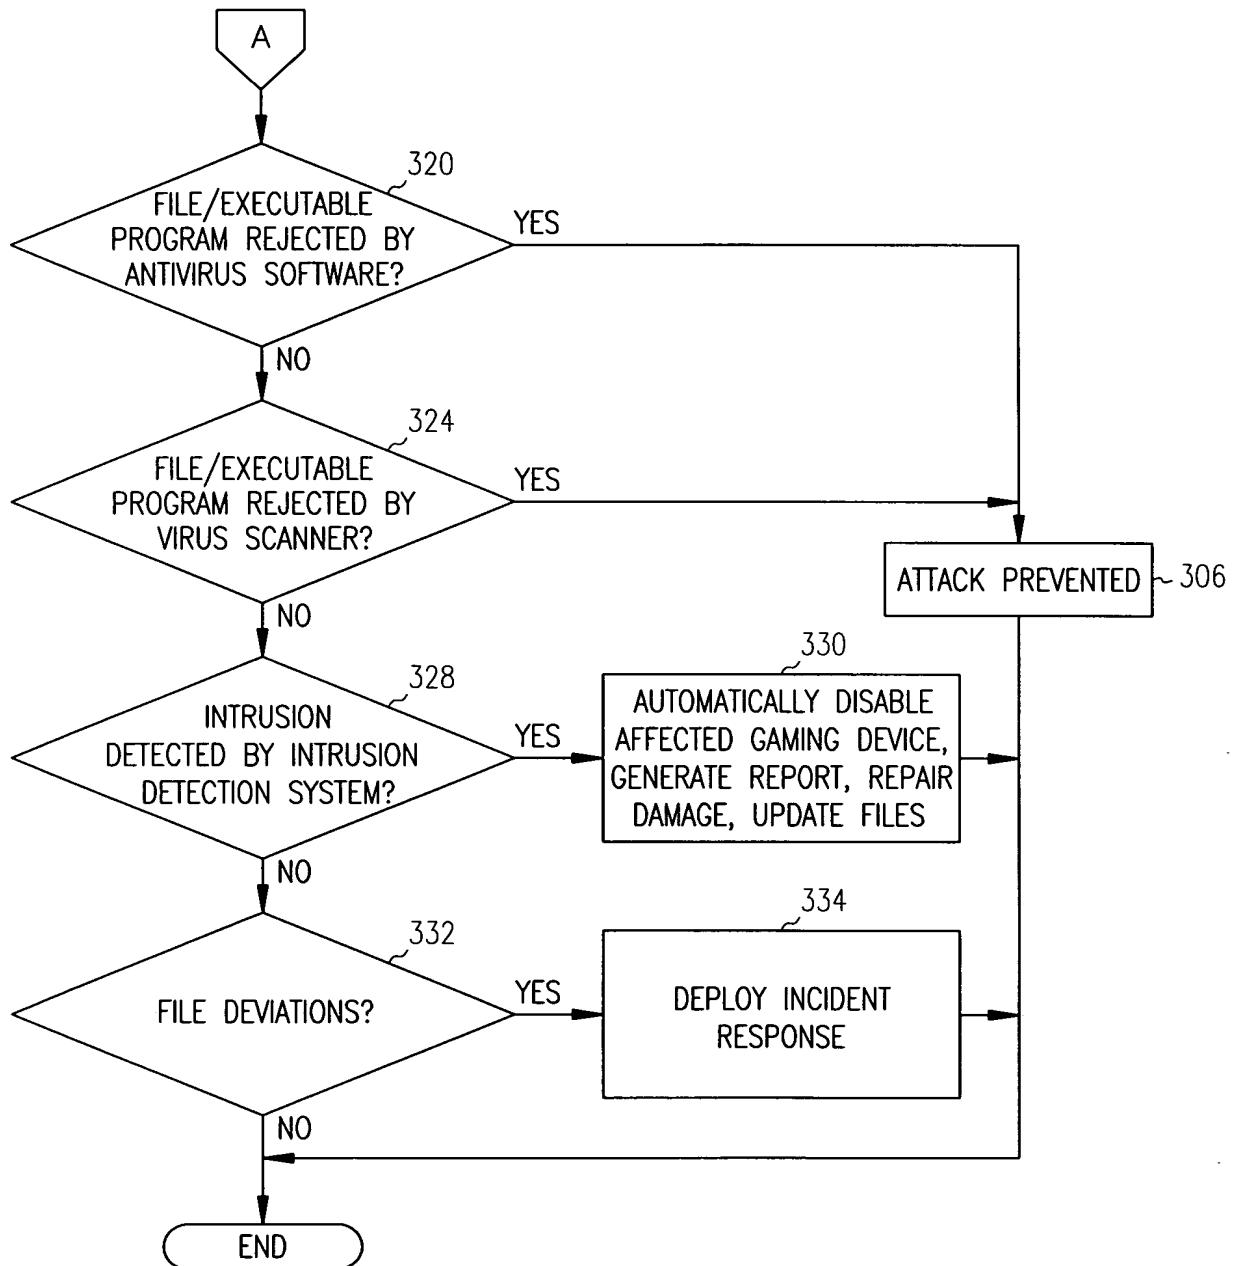 A
320
FILE/EXECUTABLE
PROGRAM REJECTED BY
ANTIVIRUS SOFTWARE?
YES
NO
324
FILE/EXECUTABLE
PROGRAM REJECTED BY
VIRUS SCANNER?
YES
ATTACK PREVENTED
306
NO
328
INTRUSION
DETECTED BY INTRUSION
DETECTION SYSTEM?
YES
330
AUTOMATICALLY DISABLE
AFFECTED GAMING DEVICE,
GENERATE REPORT, REPAIR
DAMAGE, UPDATE FILES
NO
332
FILE DEVIATIONS?
YES
334
DEPLOY INCIDENT
RESPONSE
NO
END